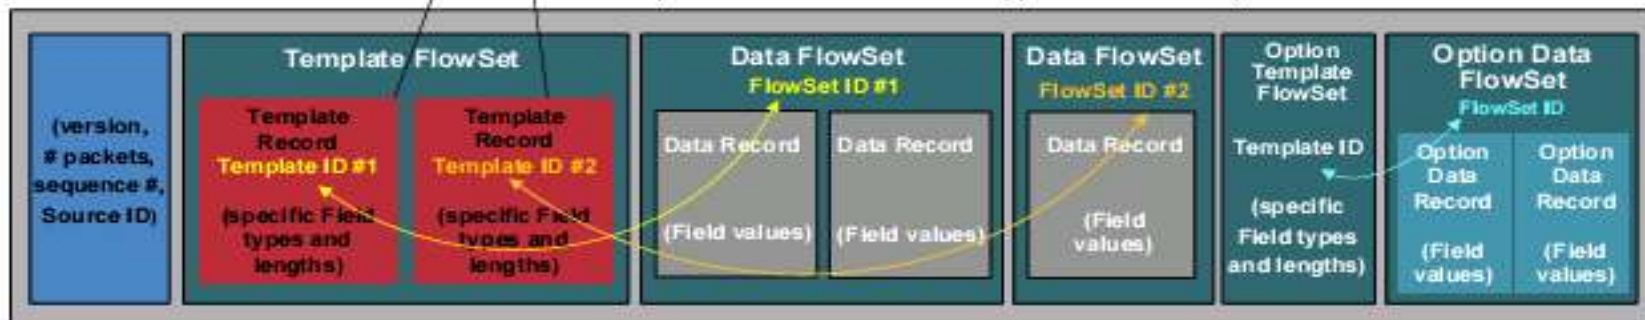 (version,
# packets,
sequence #,
Source ID)
Template FlowSet
Template
Record
Template ID #1
(specific Field
types and
lengths)
Template
Record
Template ID #2
(specific Field
types and
lengths)
Data FlowSet
FlowSet ID #1
Data Record
(Field values)
Data Record
(Field values)
Data FlowSet
FlowSet ID #2
Data Record
(Field
values)
Option
Template
FlowSet
Template ID
(specific
Field types
and lengths)
Option Data
FlowSet
FlowSet ID
Option
Data
Record
(Field
values)
Option
Data
Record
(Field
values)